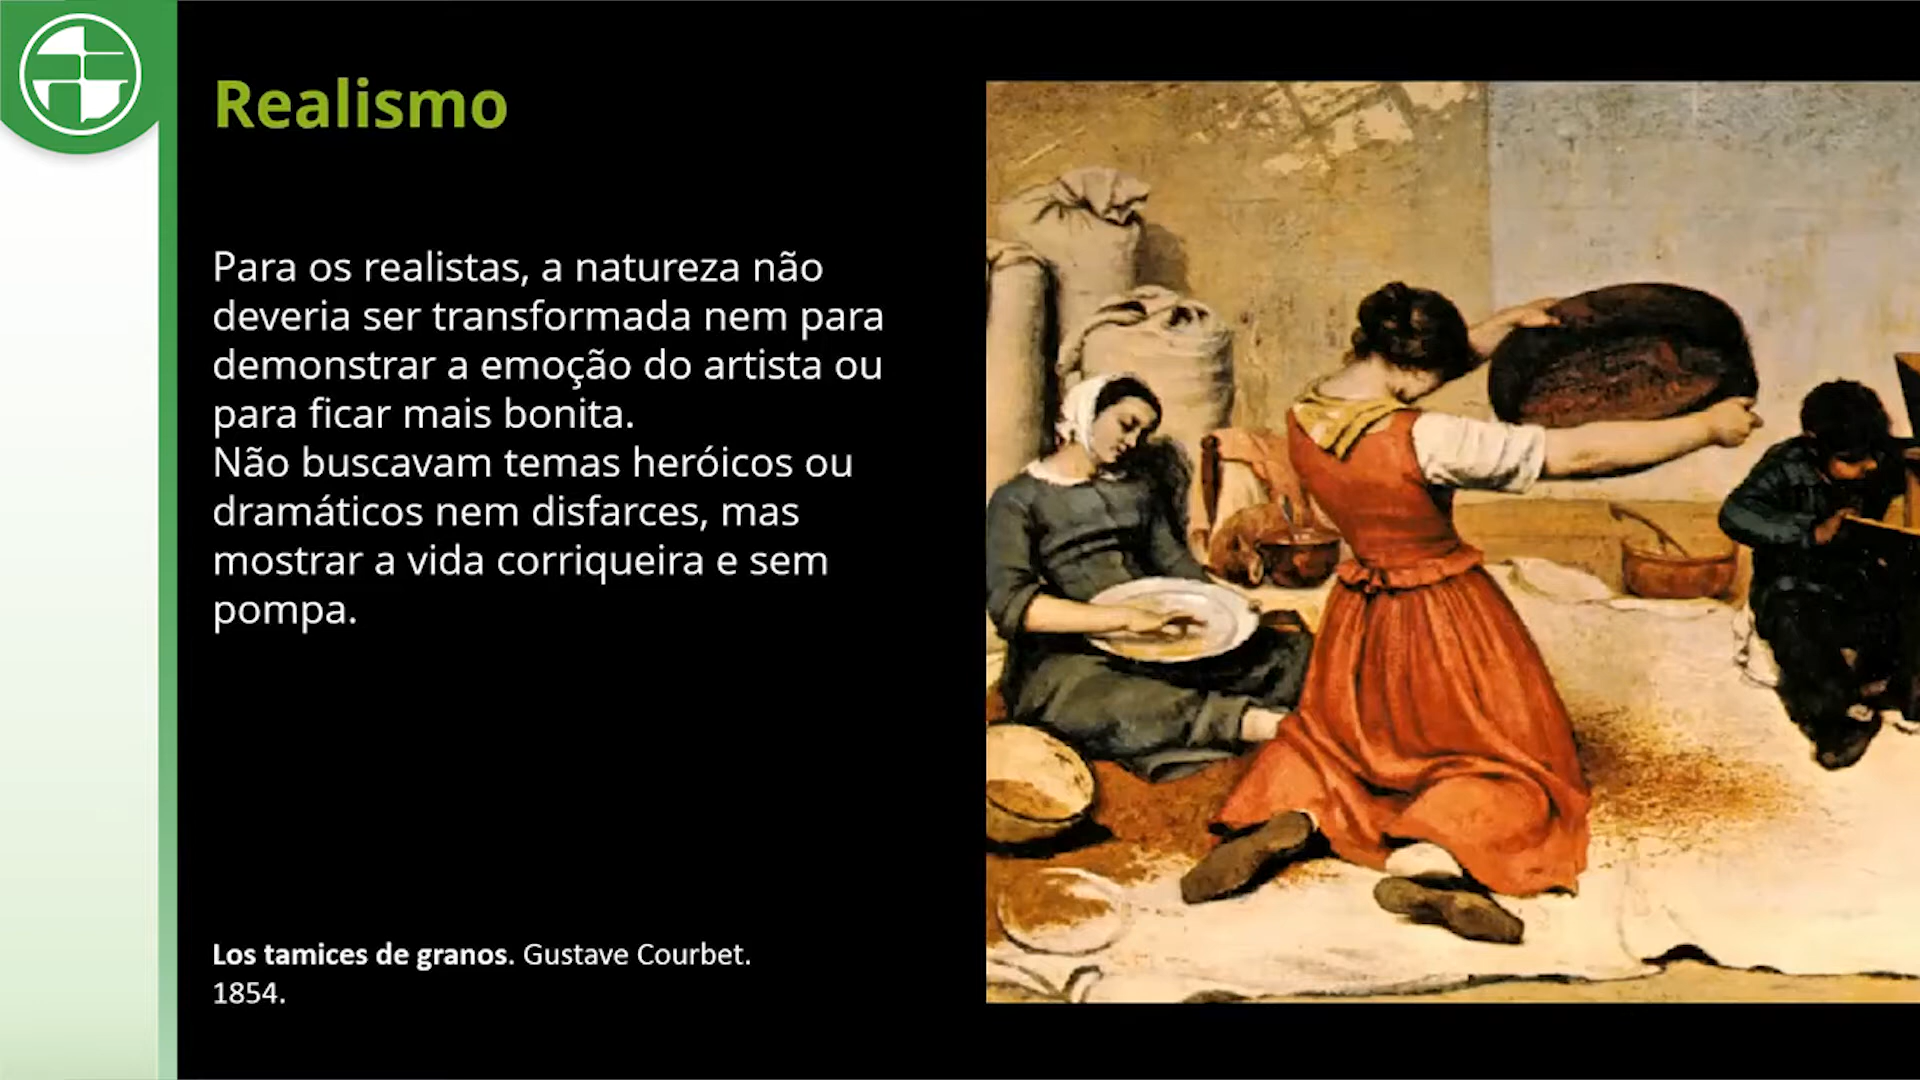 Realismo
Para os realistas, a natureza não
deveria ser transformada nem para
demonstrar a emoção do artista ou
para ficar mais bonita.
Não buscavam temas heróicos ou
dramáticos nem disfarces, mas
mostrar a vida corriqueira e sem
pompa.
Los tamices de granos. Gustave Courbet.
1854.